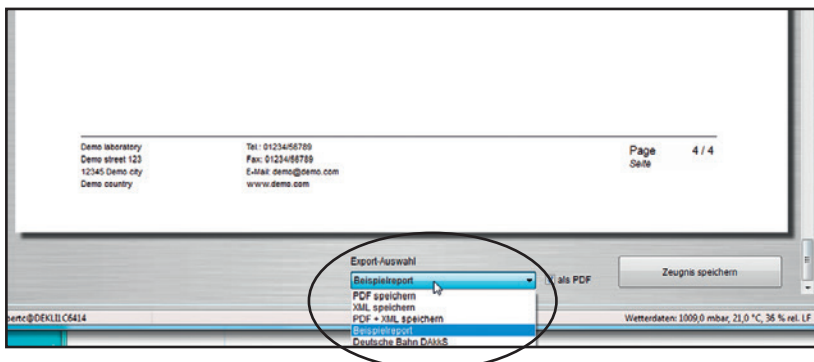 Demo laboratory
Demo street 123
12345 Demo city
Demo country
Tel.: 01234/56789
Fax: 01234/56789
E-Mail: demo@demo.com
www.demo.com
Page 4 / 4
Seite
Export-Auswahl
Beispielreport
als PDF
Zeugnis speichern
PDF speichern
XML speichern
PDF + XML speichern
Beispielreport
Deutsche Bahn DAkkS
Wetterdaten: 1009,0 mbar, 21,0 °C, 36 % rel. LF